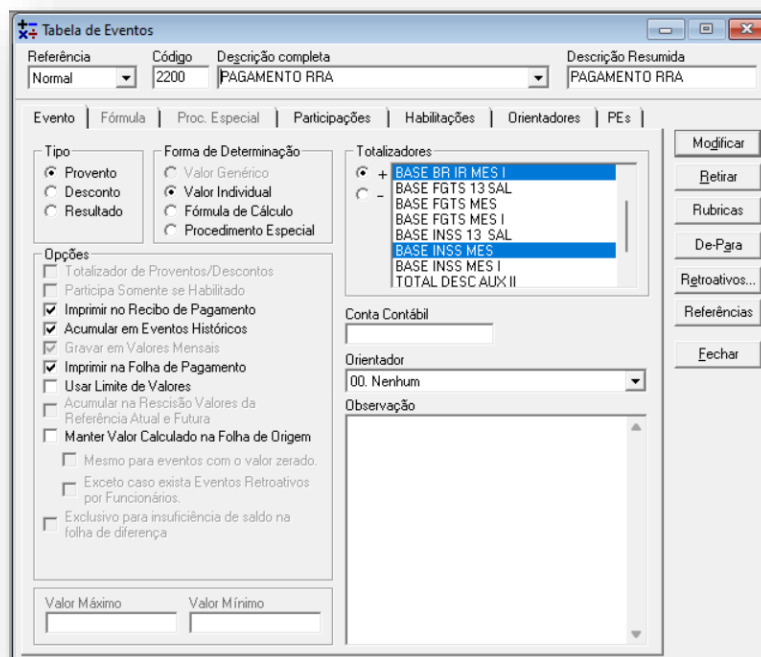 Tabela de Eventos
Referência Código Descrição completa Descrição Resumida
Normal 2200 PAGAMENTO RRA PAGAMENTO RRA
Evento Fórmula Proc. Especial Participações Habilitações Orientadores PEs
Modificar
Retirar
Rubricas
De-Para
Retroativos...
Referências
Fechar
Tipo
Provento
Desconto
Resultado
Forma de Determinação
Valor Genérico
Valor Individual
Fórmula de Cálculo
Procedimento Especial
Totalizadores
+
-
BASE BR IR MES I
BASE FGTS 13 SAL
BASE FGTS MES
BASE FGTS MES I
BASE INSS 13 SAL
BASE INSS MES
BASE INSS MES I
TOTAL DESC AUX II
Opções
Totalizador de Proventos/Descontos
Participa Somente se Habilitado
Imprimir no Recibo de Pagamento
Acumular em Eventos Históricos
Gravar em Valores Mensais
Imprimir na Folha de Pagamento
Usar Limite de Valores
Acumular na Rescisão Valores da
Referência Atual e Futura
Manter Valor Calculado na Folha de Origem
Mesmo para eventos com o valor zerado.
Exceto caso exista Eventos Retroativos
por Funcionários.
Exclusivo para insuficiência de saldo na
folha de diferença
Valor Máximo Valor Mínimo
Conta Contábil
Orientador
00. Nenhum
Observação